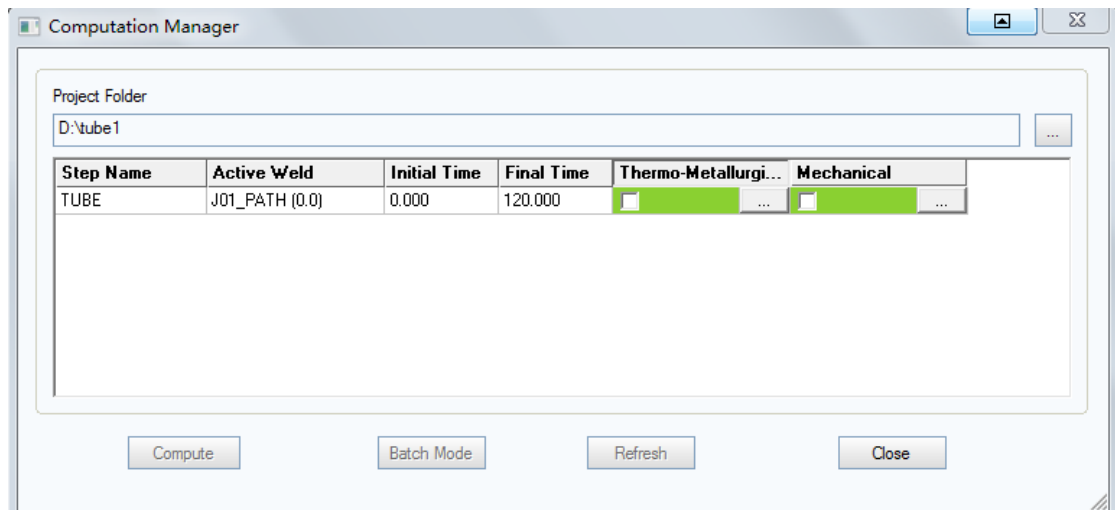 Computation Manager
Project Folder
D:\tube1
...
Step Name Active Weld Initial Time Final Time Thermo-Metallurgi... Mechanical
TUBE J01_PATH (0.0) 0.000 120.000 ... ...
Compute Batch Mode Refresh Close